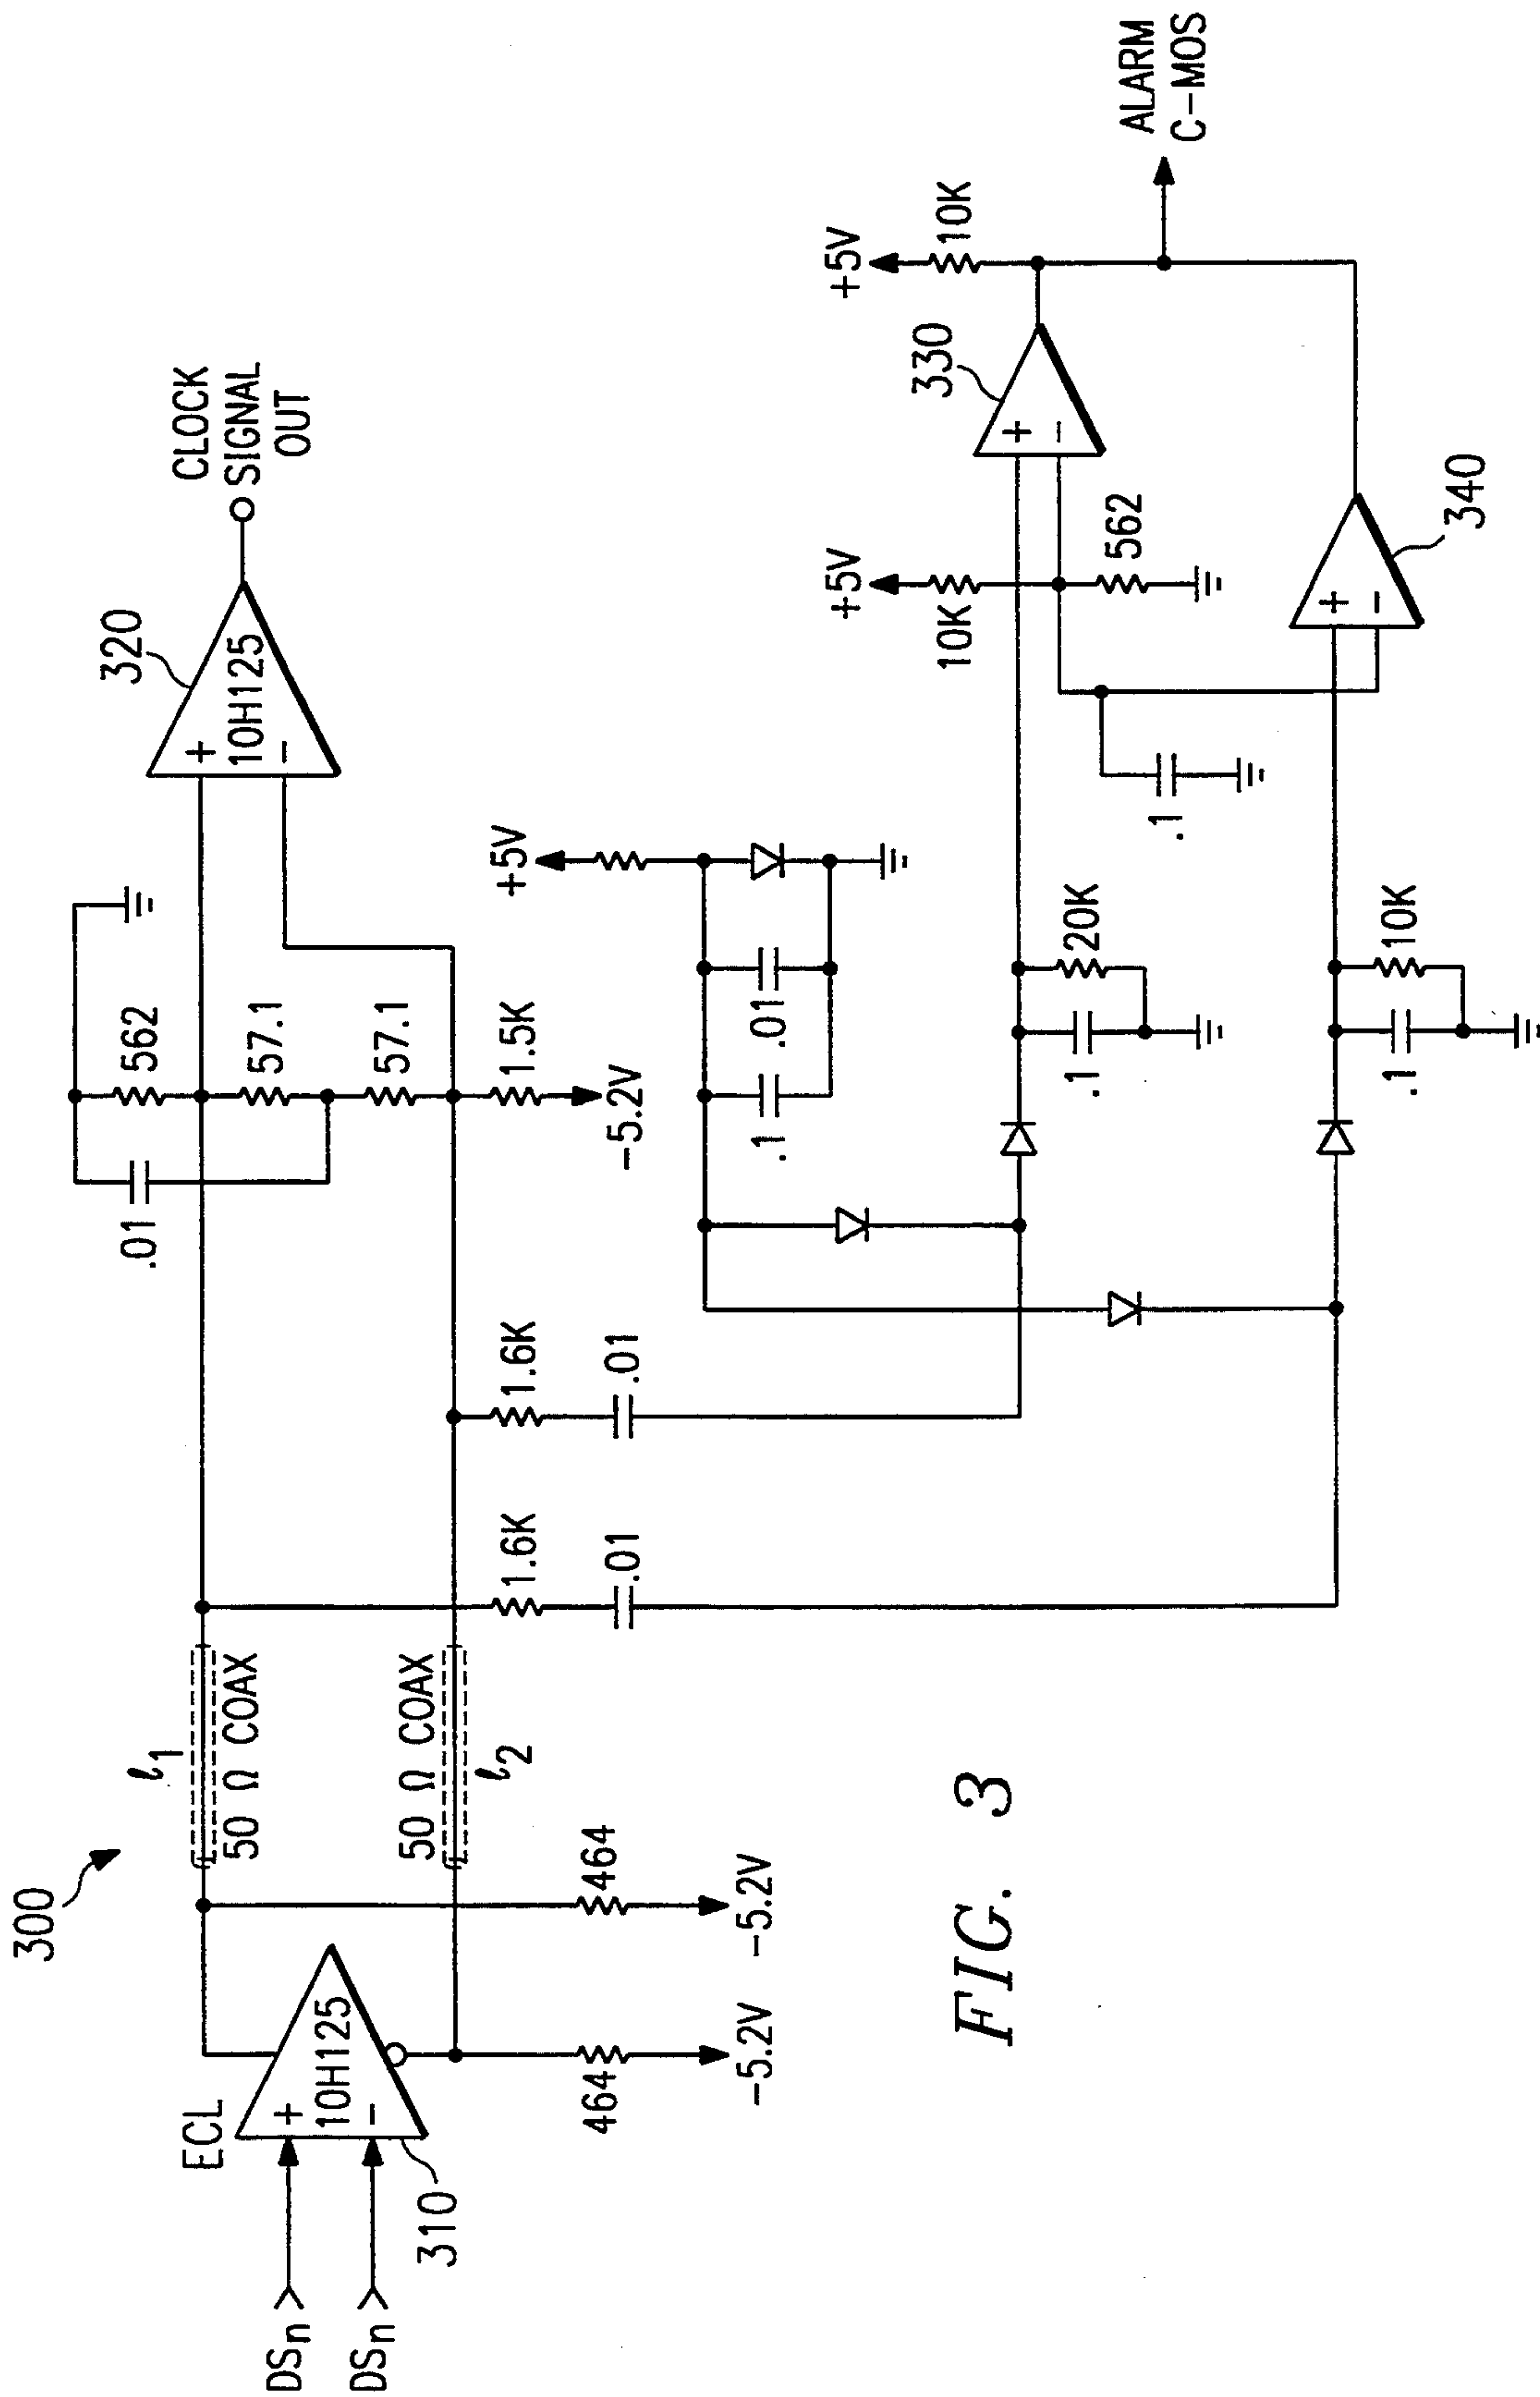 300
ECL
DSn
DSn
+
10H125
-
310
464
-5.2V
464
-5.2V
ℓ1
50 Ω COAX
50 Ω COAX
ℓ2
1.6K
.01
1.6K
.01
.01
562
57.1
57.1
1.5K
-5.2V
320
+
10H125
-
CLOCK
SIGNAL
OUT
+5V
.1
.01
.1
20K
.1
10K
.1
+5V
10K
562
330
+
-
340
+
-
+5V
10K
ALARM
C-MOS
FIG. 3